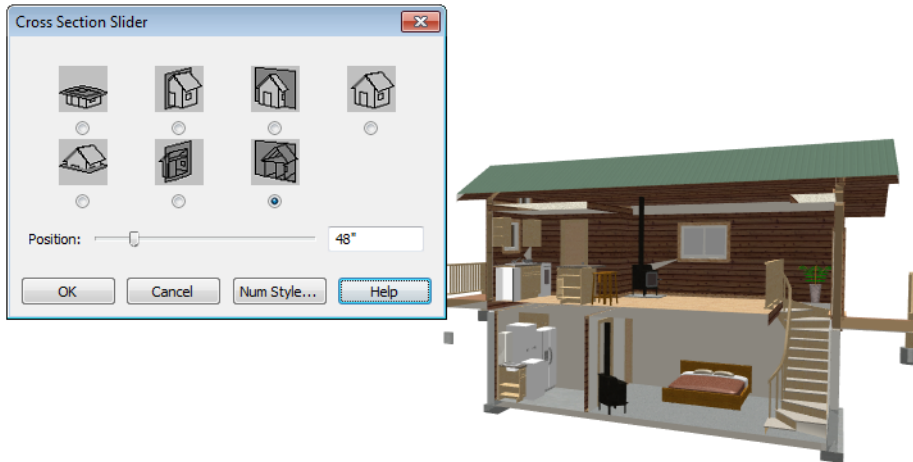 Cross Section Slider
Position:
48"
OK
Cancel
Num Style...
Help